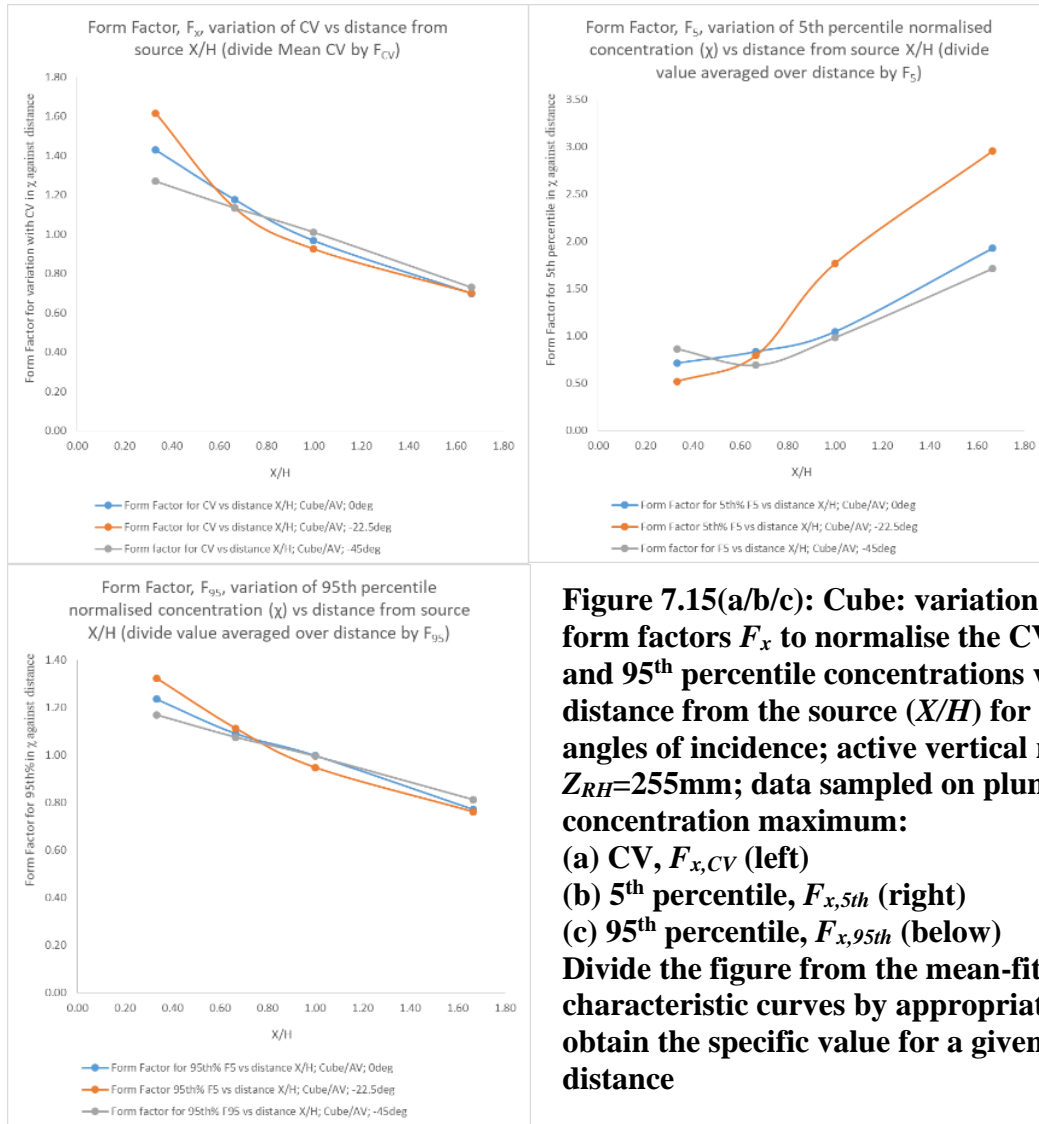 Form Factor, Fx, variation of CV vs distance from
source X/H (divide Mean CV by FCV)
Form Factor for variation with CV in χ against distance
1.80
1.60
1.40
1.20
1.00
0.80
0.60
0.40
0.20
0.00
0.00 0.20 0.40 0.60 0.80 1.00 1.20 1.40 1.60 1.80
X/H
Form Factor for CV vs distance X/H; Cube/AV; 0deg
Form Factor for CV vs distance X/H; Cube/AV; -22.5deg
Form factor for CV vs distance X/H; Cube/AV; -45deg
Form Factor, F5, variation of 5th percentile normalised
concentration (χ) vs distance from source X/H (divide
value averaged over distance by F5)
Form Factor for 5th percentile in χ against distance
3.50
3.00
2.50
2.00
1.50
1.00
0.50
0.00
0.00 0.20 0.40 0.60 0.80 1.00 1.20 1.40 1.60 1.80
X/H
Form Factor for 5th% F5 vs distance X/H; Cube/AV; 0deg
Form Factor 5th% F5 vs distance X/H; Cube/AV; -22.5deg
Form factor for F5 vs distance X/H; Cube/AV; -45deg
Form Factor, F95, variation of 95th percentile
normalised concentration (χ) vs distance from source
X/H (divide value averaged over distance by F95)
Form Factor for 95th% in χ against distance
1.40
1.20
1.00
0.80
0.60
0.40
0.20
0.00
0.00 0.20 0.40 0.60 0.80 1.00 1.20 1.40 1.60 1.80
X/H
Form Factor for 95th% F5 vs distance X/H; Cube/AV; 0deg
Form Factor 95th% F5 vs distance X/H; Cube/AV; -22.5deg
Form factor for 95th% F95 vs distance X/H; Cube/AV; -45deg
Figure 7.15(a/b/c): Cube: variation
form factors Fx to normalise the CV
and 95th percentile concentrations
distance from the source (X/H) for
angles of incidence; active vertical
ZRH=255mm; data sampled on
concentration maximum:
(a) CV, Fx,CV (left)
(b) 5th percentile, Fx,5th (right)
(c) 95th percentile, Fx,95th (below)
Divide the figure from the mean-fit
characteristic curves by
obtain the specific value for a given
distance